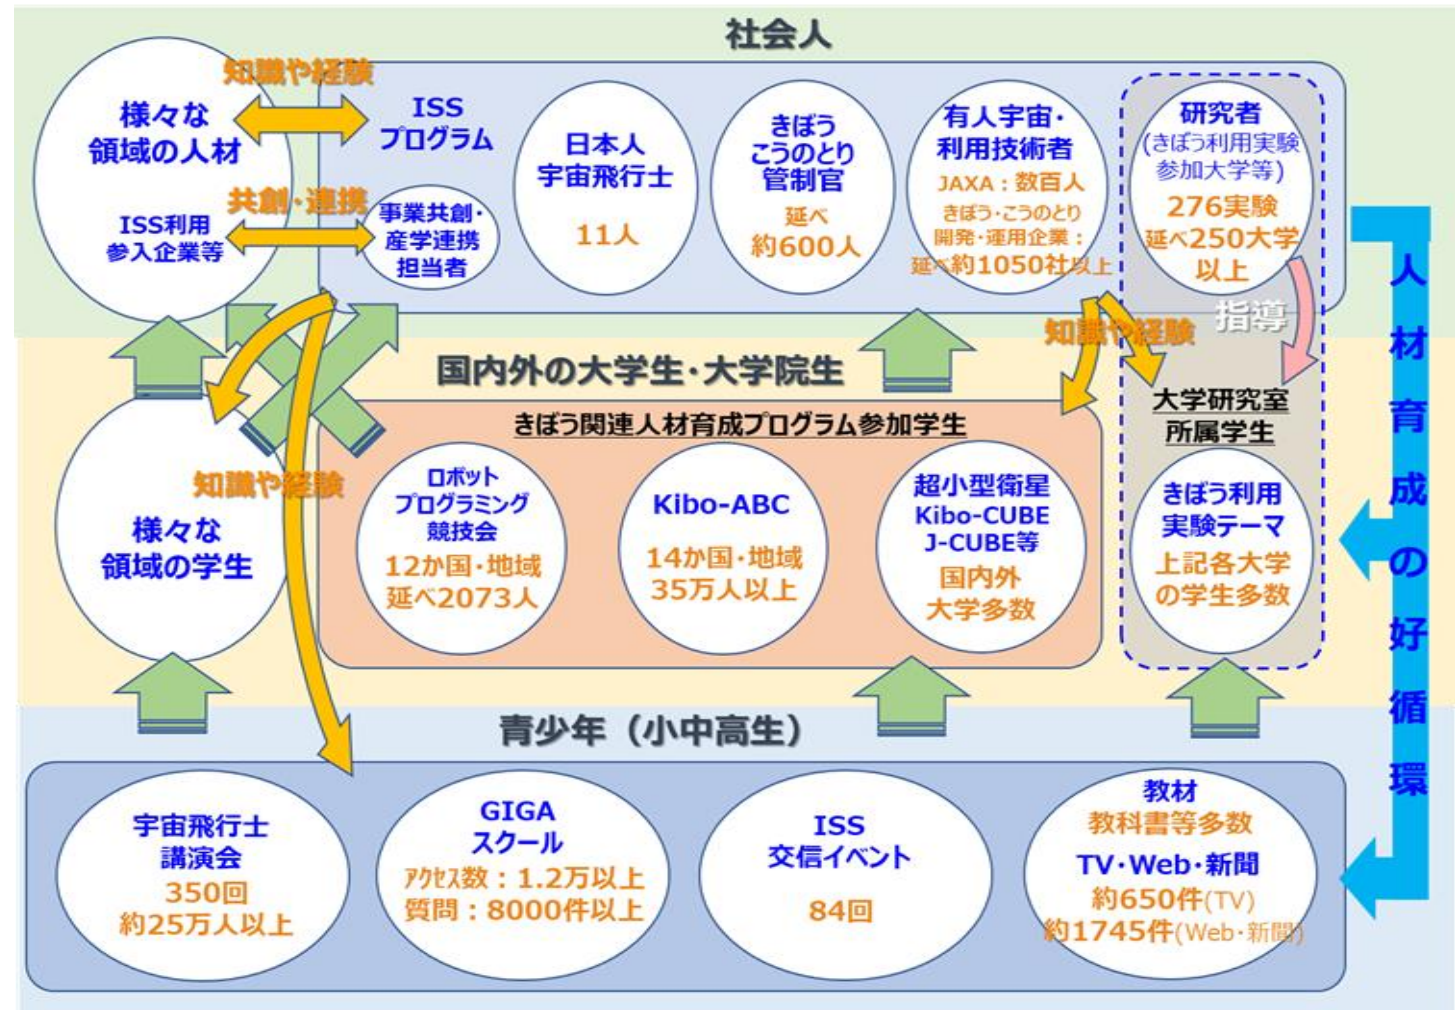 社会人
知識や経験
様々な
領域の人材
共創・連携
ISS利用
参入企業等
ISS
プログラム
事業共創・
産学連携
担当者
日本人
宇宙飛行士
11人
きぼう
こうのとり
管制官
延べ
約600人
有人宇宙・
利用技術者
JAXA：数百人
きぼう・こうのとり
開発・運用企業：
延べ約1050社以上
研究者
(きぼう利用実験
参加大学等)
276実験
延べ250大学
以上
指導
知識や経験
国内外の大学生・大学院生
きぼう関連人材育成プログラム参加学生
大学研究室
所属学生
知識や経験
様々な
領域の学生
ロボット
プログラミング
競技会
12か国・地域
延べ2073人
Kibo-ABC
14か国・地域
35万人以上
超小型衛星
Kibo-CUBE
J-CUBE等
国内外
大学多数
きぼう利用
実験テーマ
上記各大学
の学生多数
人材育成の好循環
青少年（小中高生）
宇宙飛行士
講演会
350回
約25万人以上
GIGA
スクール
アクセス数：1.2万以上
質問：8000件以上
ISS
交信イベント
84回
教材
教科書等多数
TV・Web・新聞
約650件(TV)
約1745件(Web・新聞)